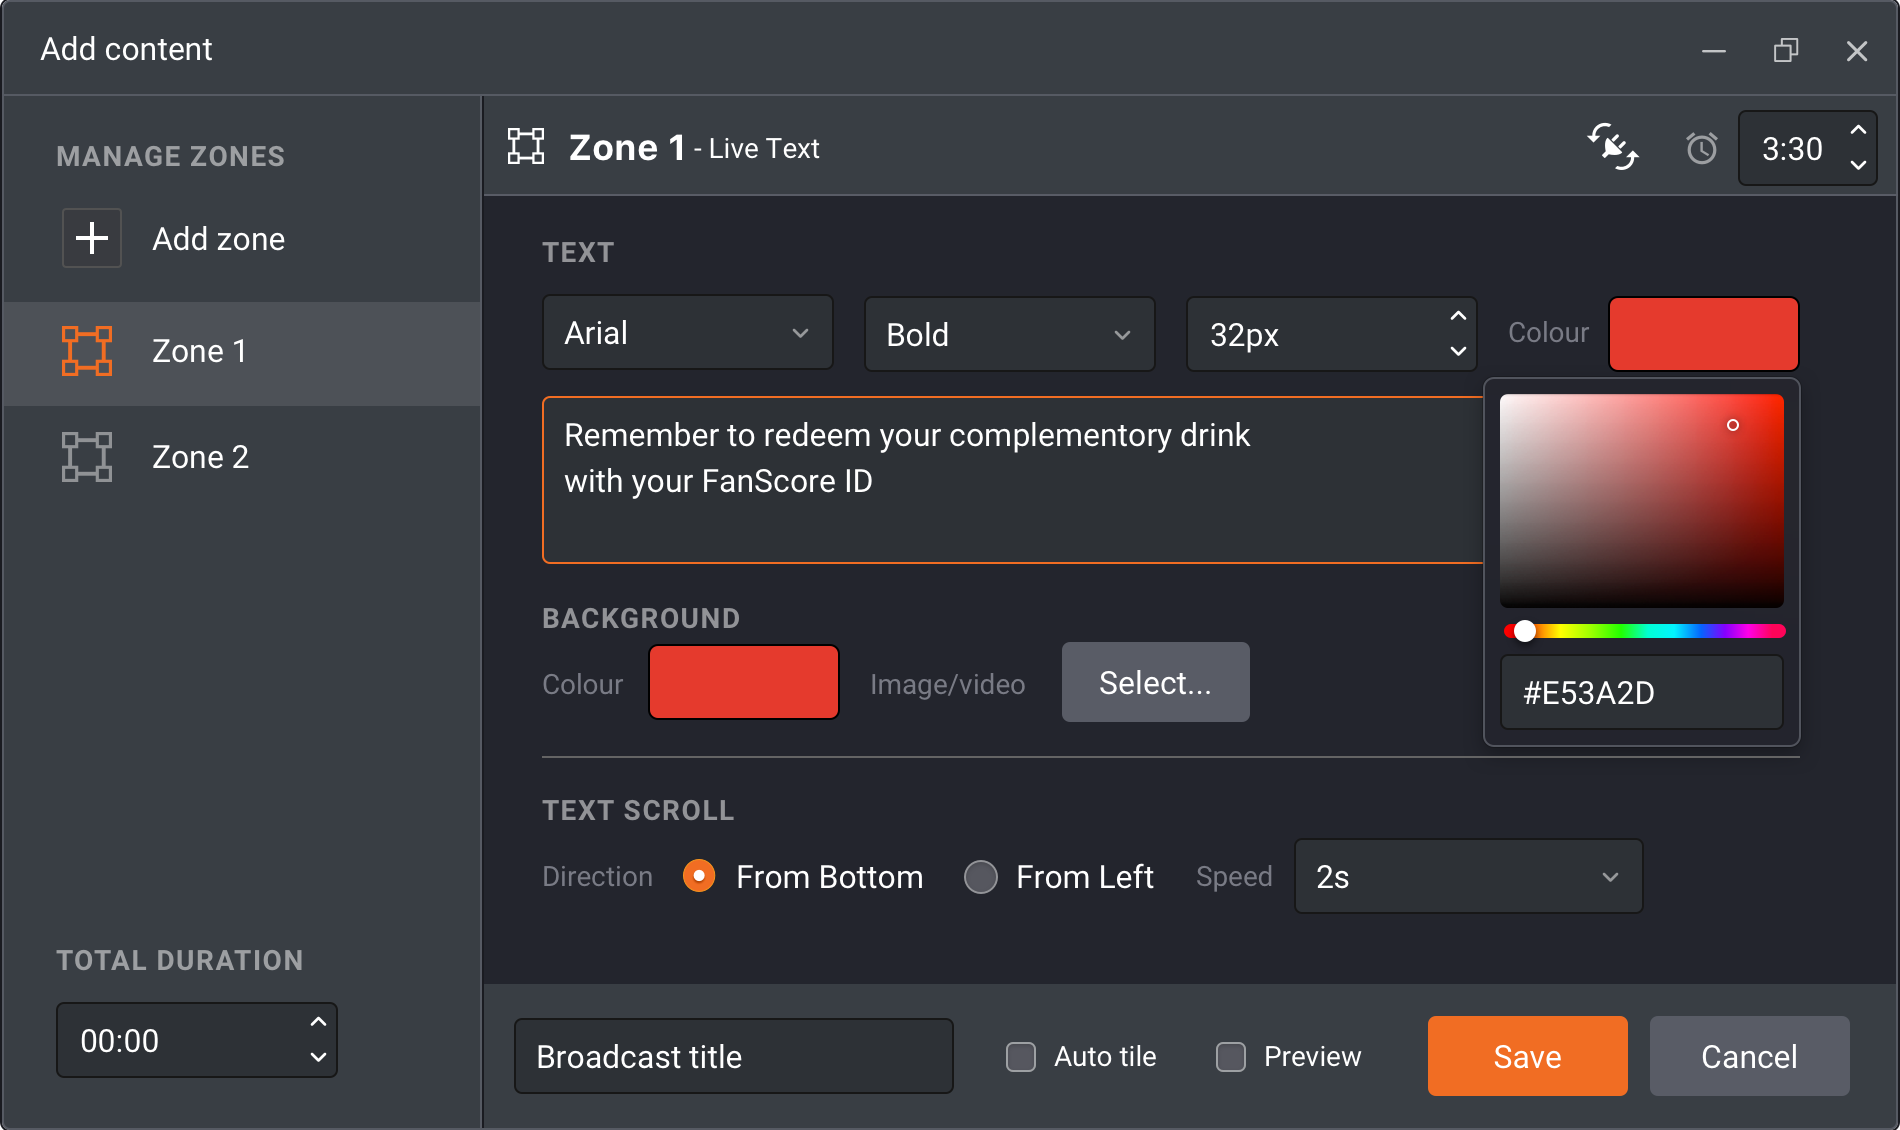 Add content
MANAGE ZONES
Add zone
Zone 1
Zone 2
TOTAL DURATION
00:00
Zone 1 - Live Text
3:30
TEXT
Arial
Bold
32px
Colour
Remember to redeem your complementory drink
with your FanScore ID
#E53A2D
BACKGROUND
Colour
Image/video
Select...
TEXT SCROLL
Direction
From Bottom
From Left
Speed
2s
Broadcast title
Auto tile
Preview
Save
Cancel